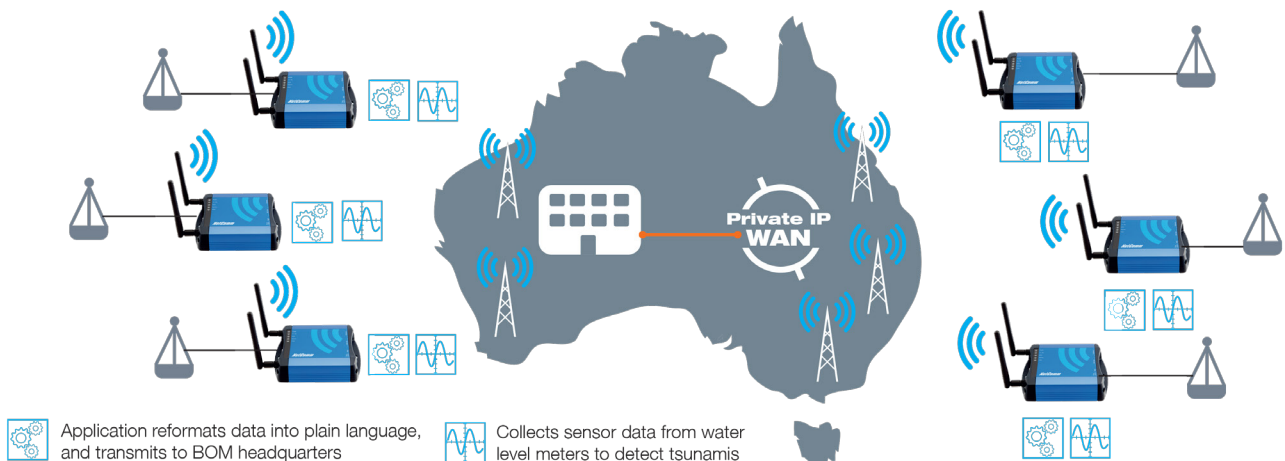 Private IP
WAN
Application reformats data into plain language,
and transmits to BOM headquarters
Collects sensor data from water
level meters to detect tsunamis